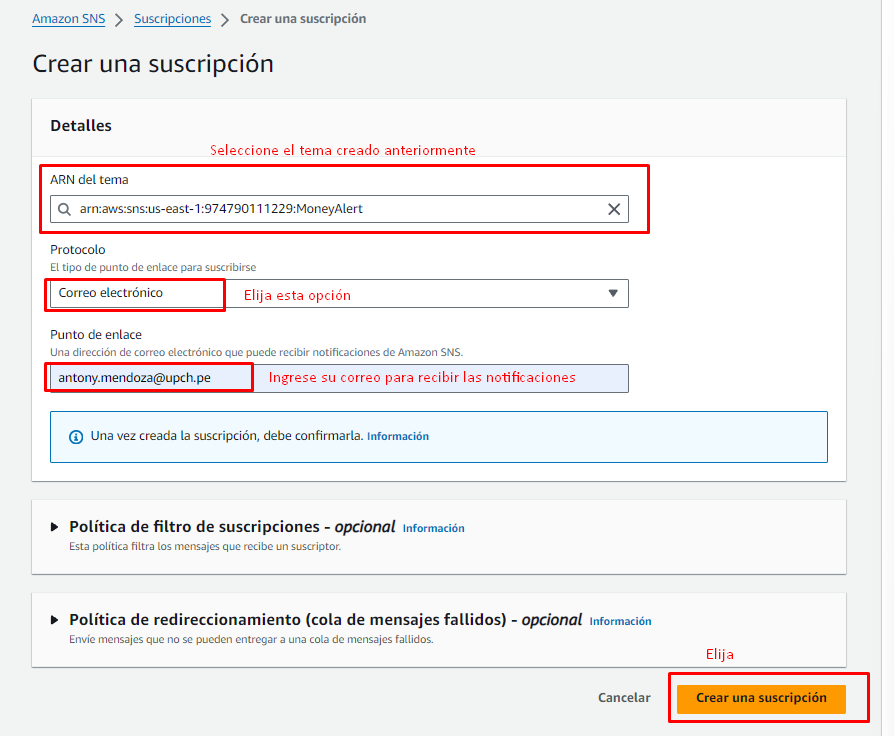 Amazon SNS > Suscripciones > Crear una suscripción
Crear una suscripción
Detalles
Seleccione el tema creado anteriormente
ARN del tema
arn:aws:sns:us-east-1:974790111229:MoneyAlert
Protocolo
El tipo de punto de enlace para suscribirse
Correo electrónico
Elija esta opción
Punto de enlace
Una dirección de correo electrónico que puede recibir notificaciones de Amazon SNS.
antony.mendoza@upch.pe
Ingrese su correo para recibir las notificaciones
Una vez creada la suscripción, debe confirmarla. Información
Política de filtro de suscripciones - opcional Información
Esta política filtra los mensajes que recibe un suscriptor.
Política de redireccionamiento (cola de mensajes fallidos) - opcional Información
Envíe mensajes que no se pueden entregar a una cola de mensajes fallidos.
Elija
Cancelar
Crear una suscripción